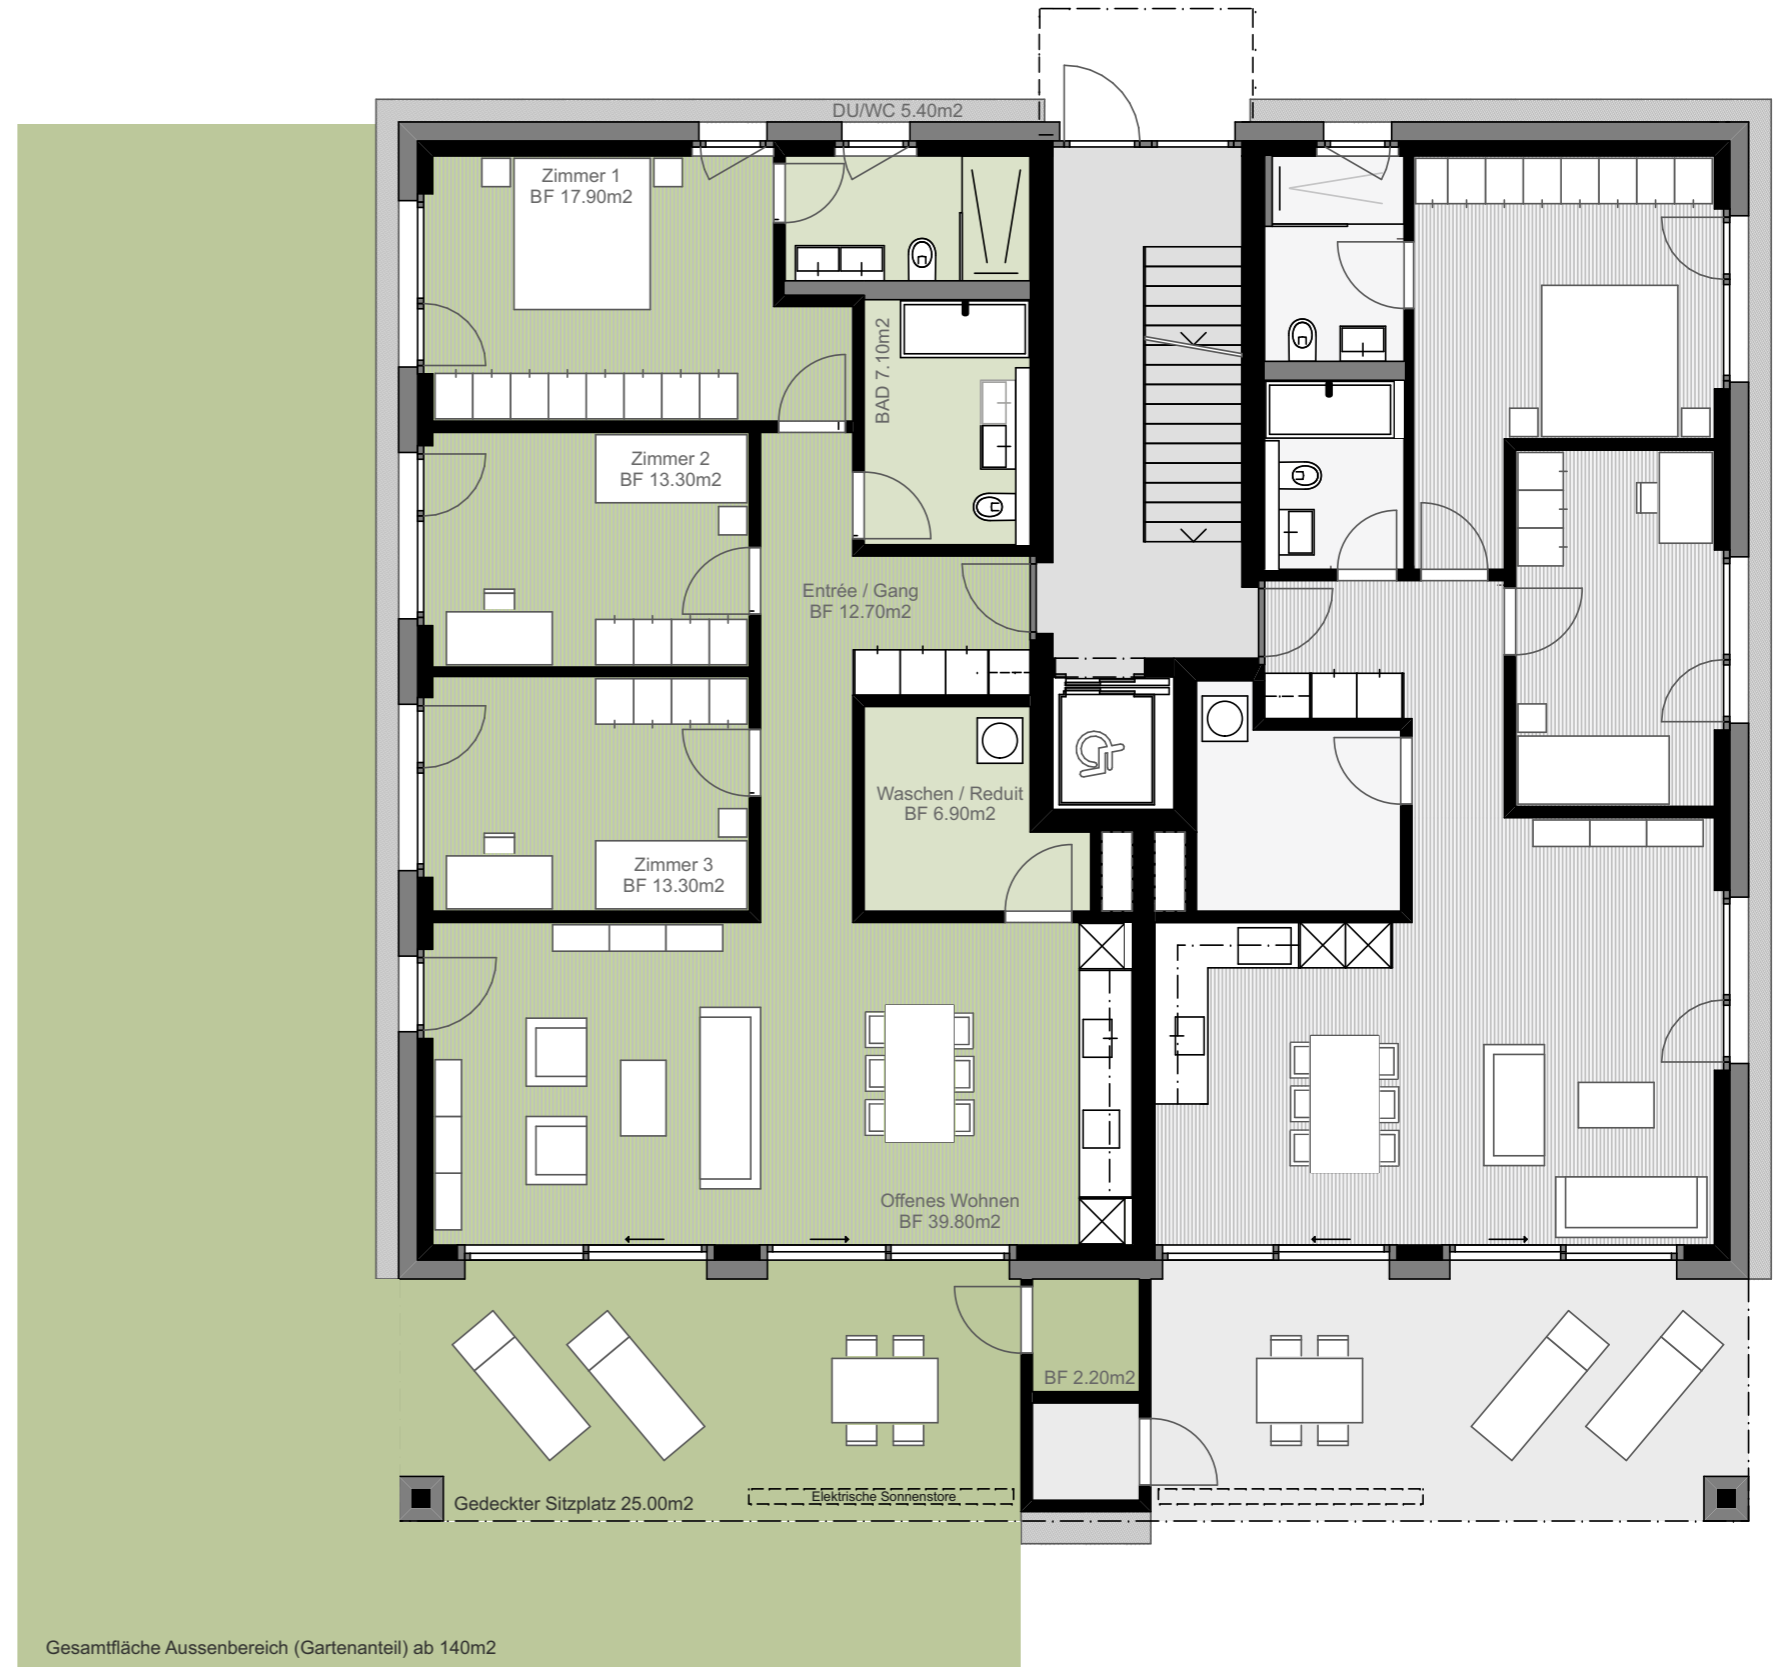 DU/WC 5.40m2
Zimmer 1
BF 17.90m2
BAD 7.10m2
Zimmer 2
BF 13.30m2
Entrée / Gang
BF 12.70m2
Waschen / Reduit
BF 6.90m2
Zimmer 3
BF 13.30m2
Offenes Wohnen
BF 39.80m2
BF 2.20m2
Elektrische Sonnenstore
Gedeckter Sitzplatz 25.00m2
Gesamtfläche Aussenbereich (Gartenanteil) ab 140m2